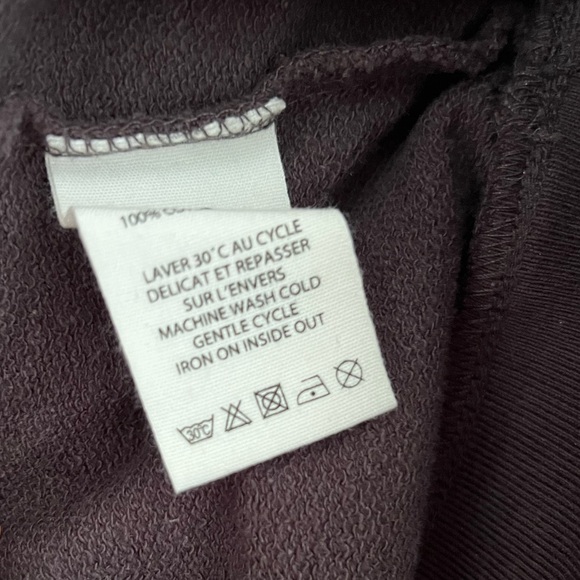 100%
LAVER 30°C AU CYCLE
DELICAT ET REPASSER
SUR L'ENVERS
MACHINE WASH COLD
GENTLE CYCLE
IRON ON INSIDE OUT
30°C